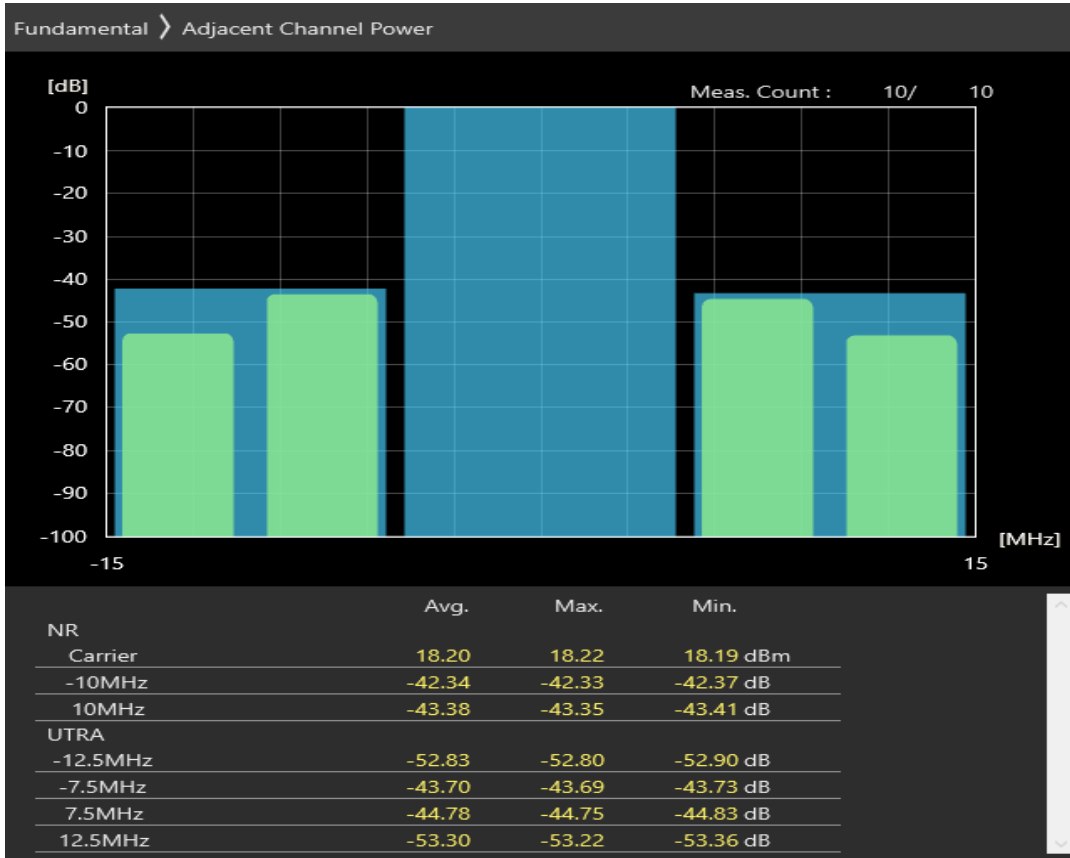 Fundamental ❯ Adjacent Channel Power
[dB]
Meas. Count : 10/ 10
0
-10
-20
-30
-40
-50
-60
-70
-80
-90
-100
[MHz]
-15 15
Avg. Max. Min.
NR
Carrier 18.20 18.22 18.19 dBm
-10MHz -42.34 -42.33 -42.37 dB
10MHz -43.38 -43.35 -43.41 dB
UTRA
-12.5MHz -52.83 -52.80 -52.90 dB
-7.5MHz -43.70 -43.69 -43.73 dB
7.5MHz -44.78 -44.75 -44.83 dB
12.5MHz -53.30 -53.22 -53.36 dB